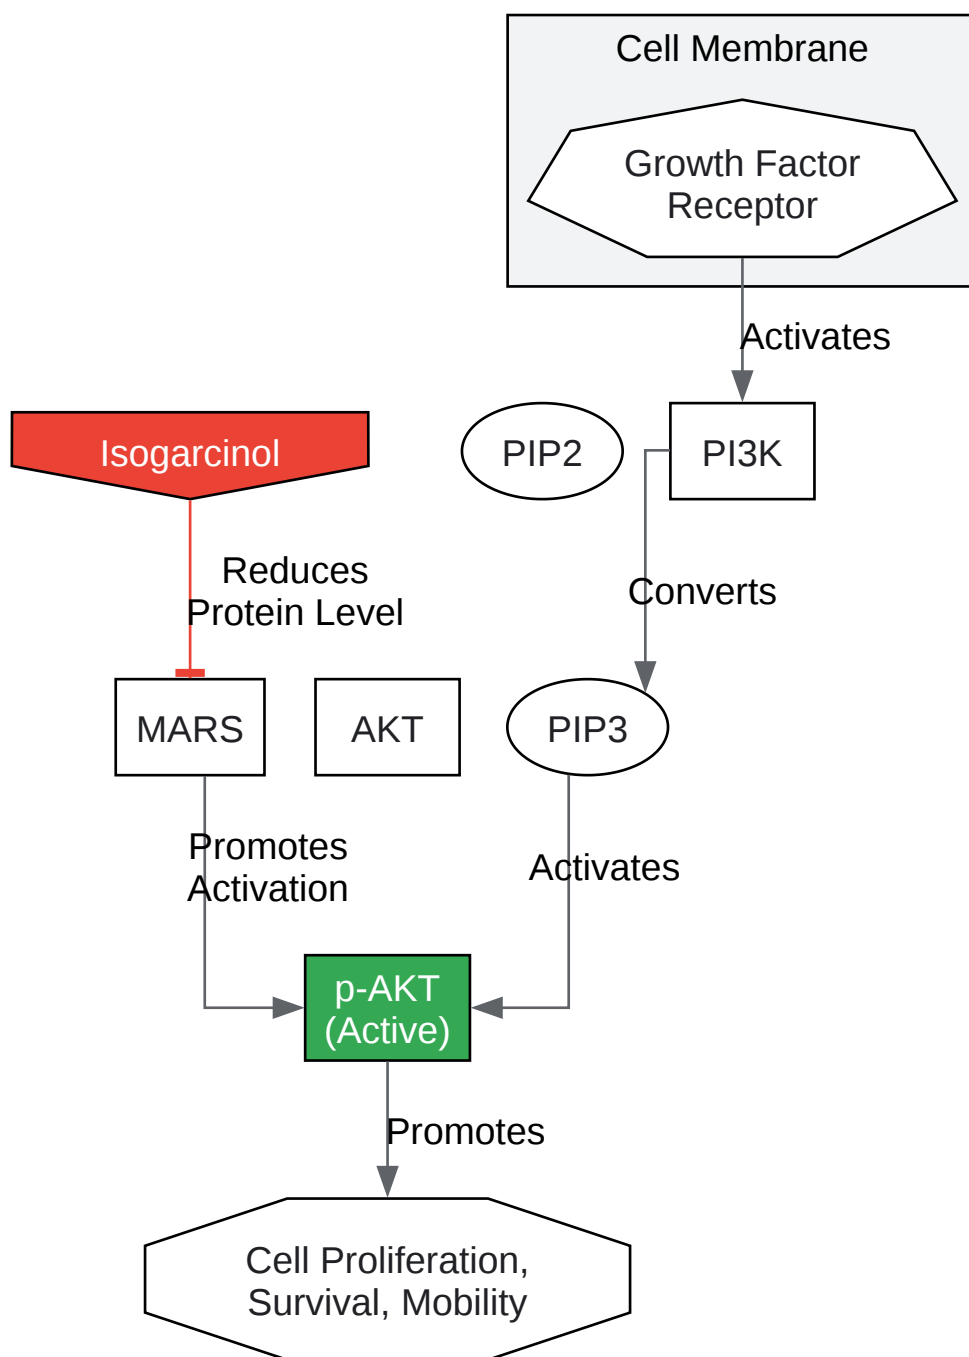 Cell Membrane
Growth Factor
Receptor
Activates
Isogarcinol
PIP2
PI3K
Reduces
Protein Level
Converts
MARS
AKT
PIP3
Promotes
Activation
Activates
p-AKT
(Active)
Promotes
Cell Proliferation,
Survival, Mobility